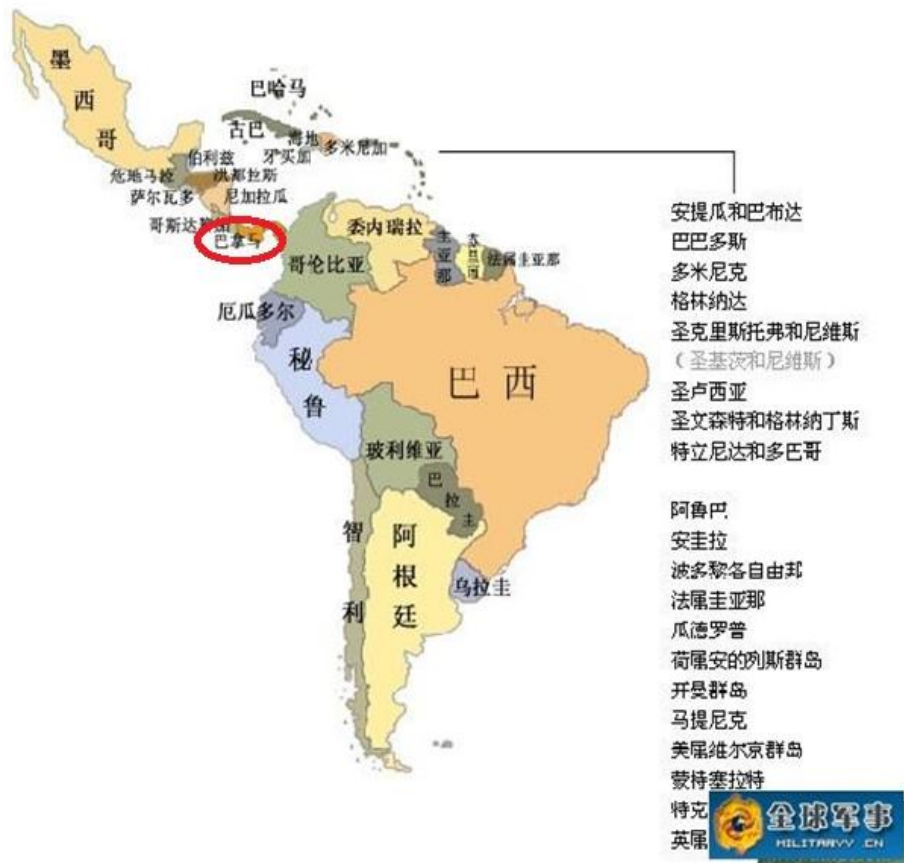 墨西哥
巴哈马
古巴
海地
多米尼加
牙买加
伯利兹
危地马拉
洪都拉斯
萨尔瓦多
尼加拉瓜
哥斯达黎加
巴拿马
委内瑞拉
圭亚那
苏里南
法属圭亚那
哥伦比亚
厄瓜多尔
秘鲁
巴西
玻利维亚
巴拉圭
智利
阿根廷
乌拉圭
安提瓜和巴布达
巴巴多斯
多米尼克
格林纳达
圣克里斯托弗和尼维斯
（圣基茨和尼维斯）
圣卢西亚
圣文森特和格林纳丁斯
特立尼达和多巴哥
阿鲁巴
安圭拉
波多黎各自由邦
法属圭亚那
瓜德罗普
荷属安的列斯群岛
开曼群岛
马提尼克
美属维尔京群岛
蒙特塞拉特
特克
英属
全球军事
MILITARYY.CN